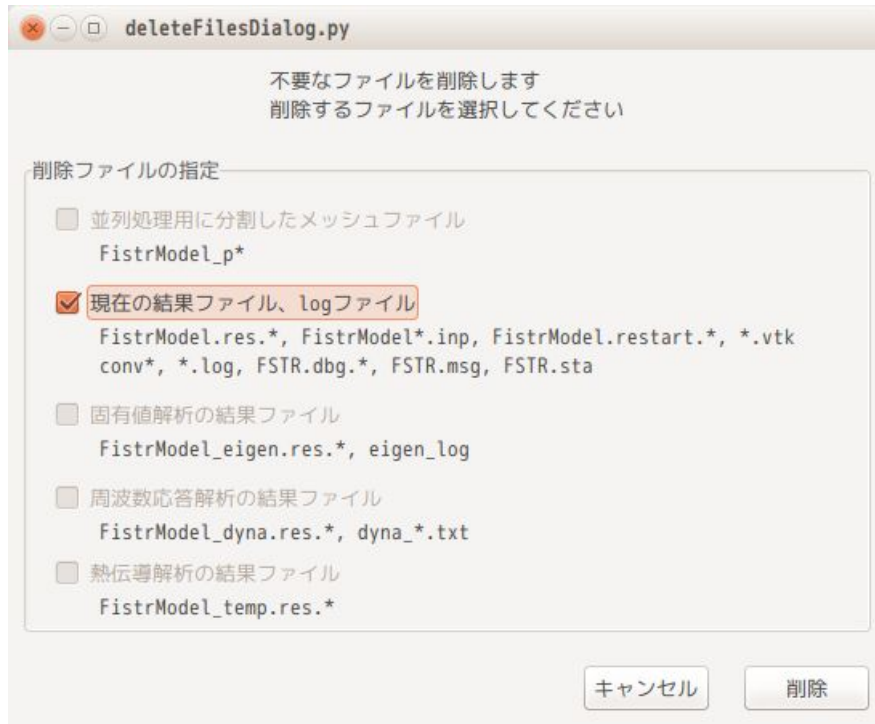 deleteFilesDialog.py
不要なファイルを削除します
削除するファイルを選択してください
削除ファイルの指定
並列処理用に分割したメッシュファイル
FistrModel_p*
現在の結果ファイル、logファイル
FistrModel.res.*, FistrModel*.inp, FistrModel.restart.*, *.vtk
conv*, *.log, FSTR.dbg.*, FSTR.msg, FSTR.sta
固有値解析の結果ファイル
FistrModel_eigen.res.*, eigen_log
周波数応答解析の結果ファイル
FistrModel_dyna.res.*, dyna_*.txt
熱伝導解析の結果ファイル
FistrModel_temp.res.*
キャンセル
削除